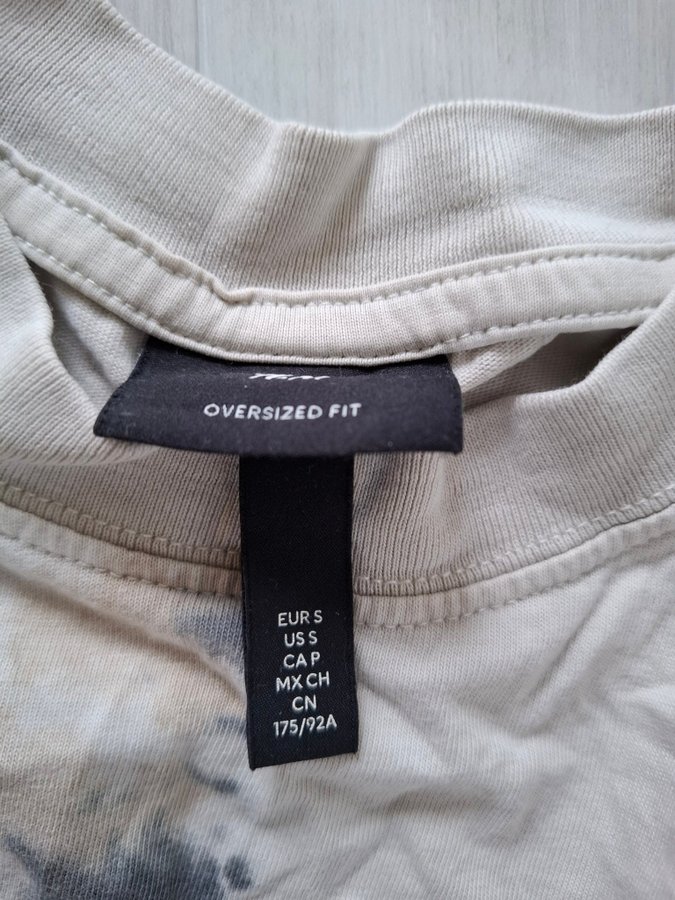 OVERSIZED FIT
EUR S
US S
CA P
MX CH
CN
175/92A